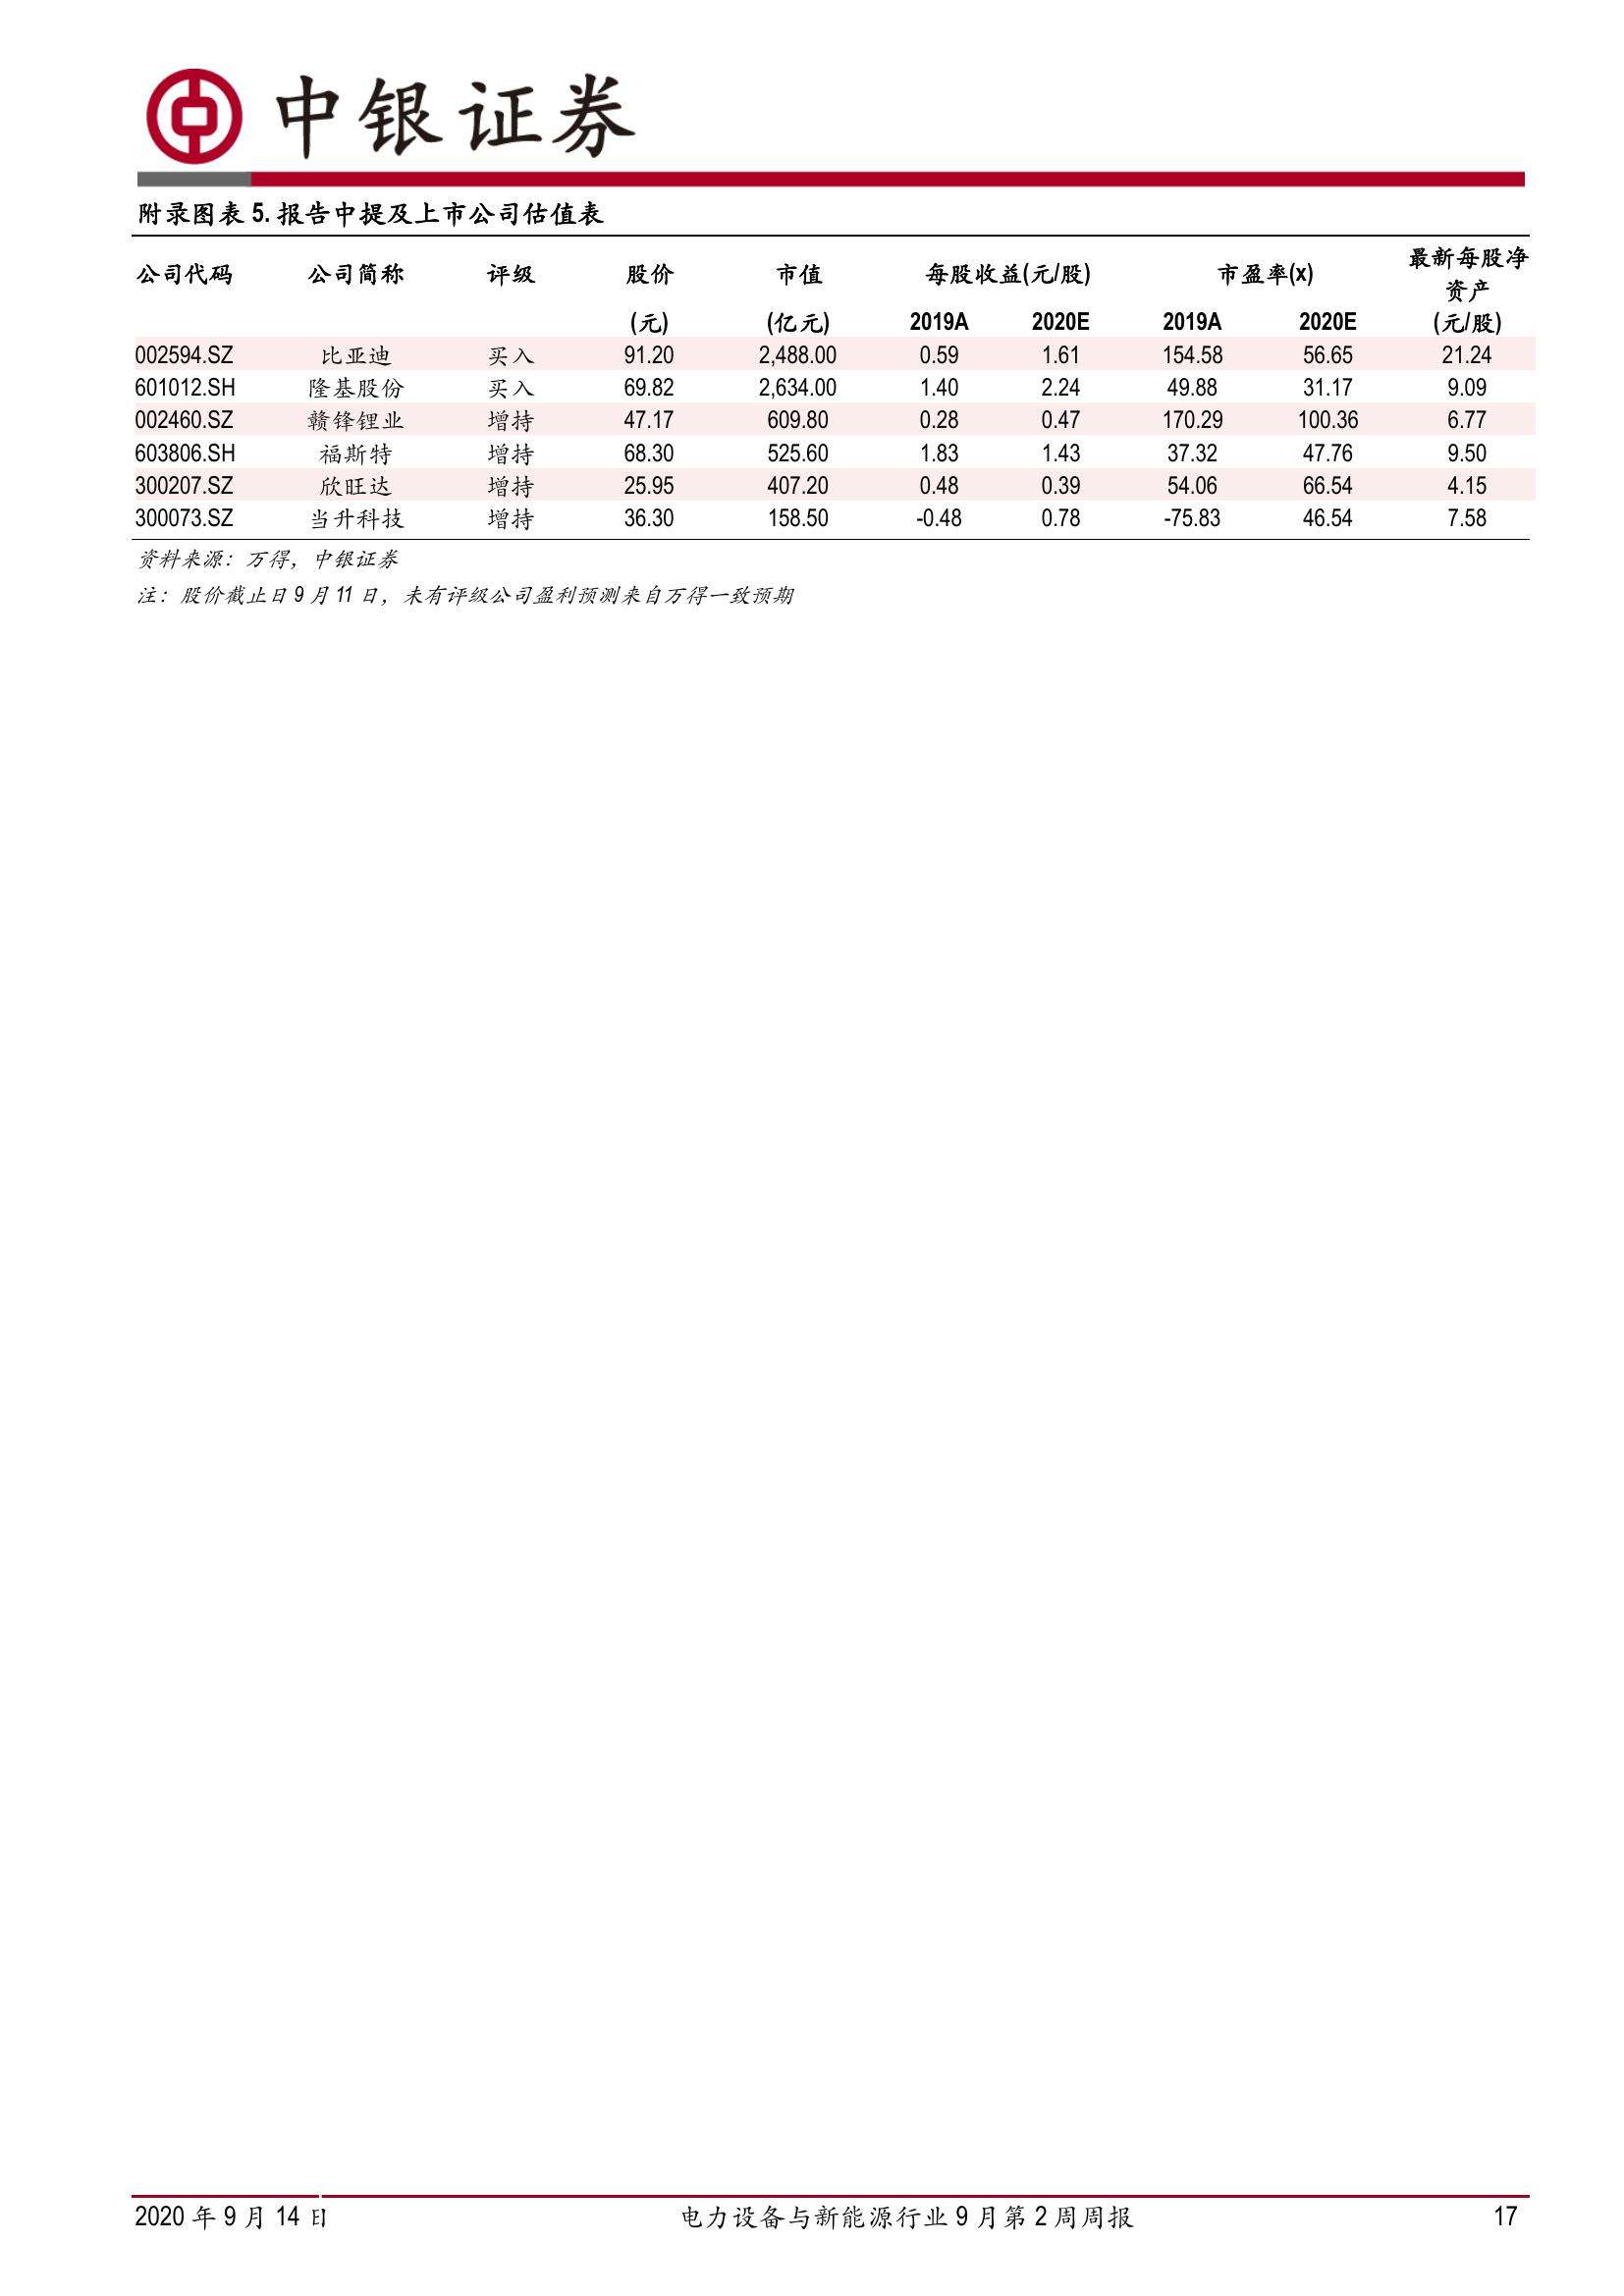 中银证券
附录图表 5. 报告中提及上市公司估值表
公司代码 公司简称 评级 股价 市值 每股收益(元/股) 市盈率(x) 最新每股净
资产
(元) (亿元) 2019A 2020E 2019A 2020E (元/股)
002594.SZ 比亚迪 买入 91.20 2,488.00 0.59 1.61 154.58 56.65 21.24
601012.SH 隆基股份 买入 69.82 2,634.00 1.40 2.24 49.88 31.17 9.09
002460.SZ 赣锋锂业 增持 47.17 609.80 0.28 0.47 170.29 100.36 6.77
603806.SH 福斯特 增持 68.30 525.60 1.83 1.43 37.32 47.76 9.50
300207.SZ 欣旺达 增持 25.95 407.20 0.48 0.39 54.06 66.54 4.15
300073.SZ 当升科技 增持 36.30 158.50 -0.48 0.78 -75.83 46.54 7.58
资料来源：万得，中银证券
注：股价截止日 9 月 11 日，未有评级公司盈利预测来自万得一致预期
2020 年 9 月 14 日 电力设备与新能源行业 9 月第 2 周周报 17